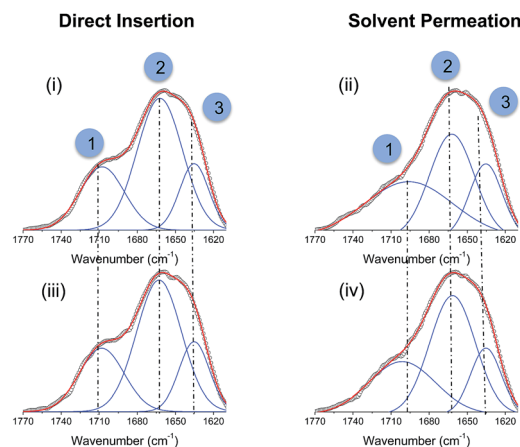 Direct Insertion
Solvent Permeation
(i)
1
2
3
1770 1740 1710 1680 1650 1620
Wavenumber (cm-1)
(ii)
1
2
3
1770 1740 1710 1680 1650 1620
Wavenumber (cm-1)
(iii)
1770 1740 1710 1680 1650 1620
Wavenumber (cm-1)
(iv)
1770 1740 1710 1680 1650 1620
Wavenumber (cm-1)